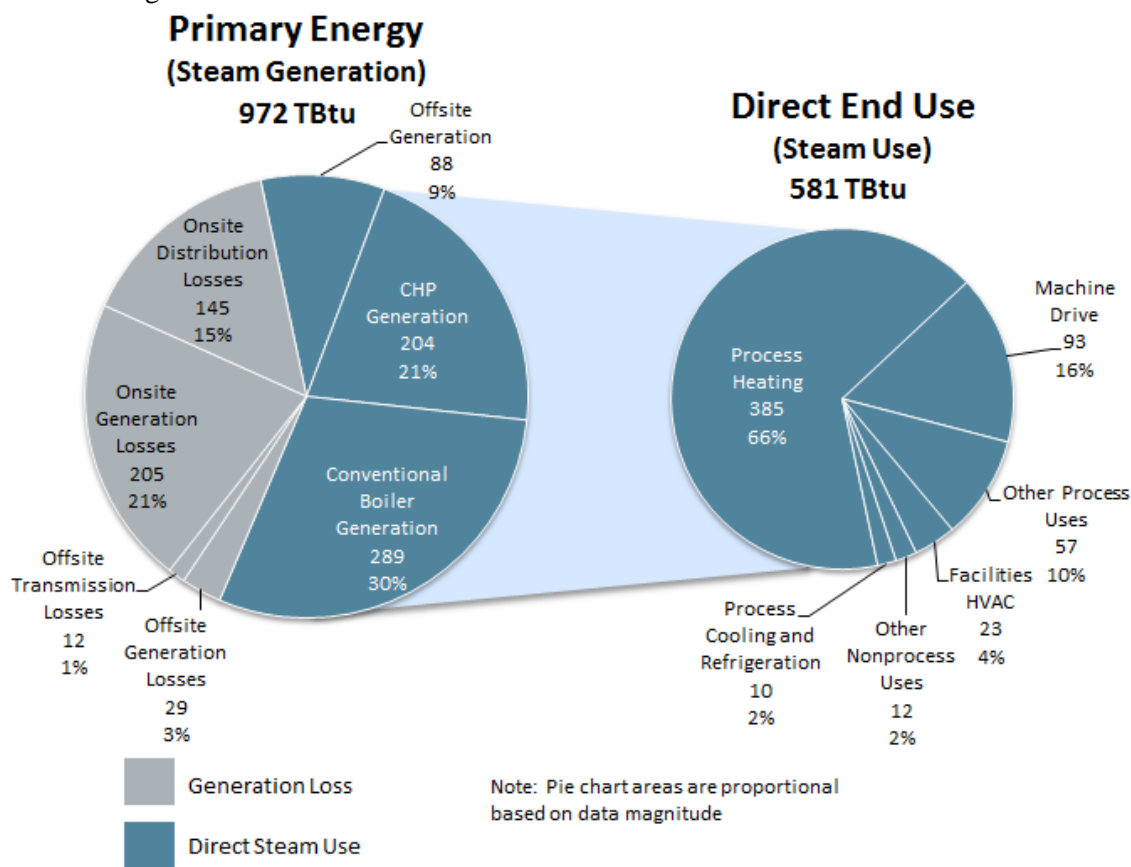 Primary Energy
(Steam Generation)
972 TBtu
Offsite
Generation
88
9%
Onsite
Distribution
Losses
145
15%
CHP
Generation
204
21%
Onsite
Generation
Losses
205
21%
Conventional
Boiler
Generation
289
30%
Offsite
Transmission
Losses
12
1%
Offsite
Generation
Losses
29
3%
Direct End Use
(Steam Use)
581 TBtu
Machine
Drive
93
16%
Process
Heating
385
66%
Other Process
Uses
57
10%
Facilities
HVAC
23
4%
Other
Nonprocess
Uses
12
2%
Process
Cooling and
Refrigeration
10
2%
Generation Loss
Direct Steam Use
Note: Pie chart areas are proportional
based on data magnitude